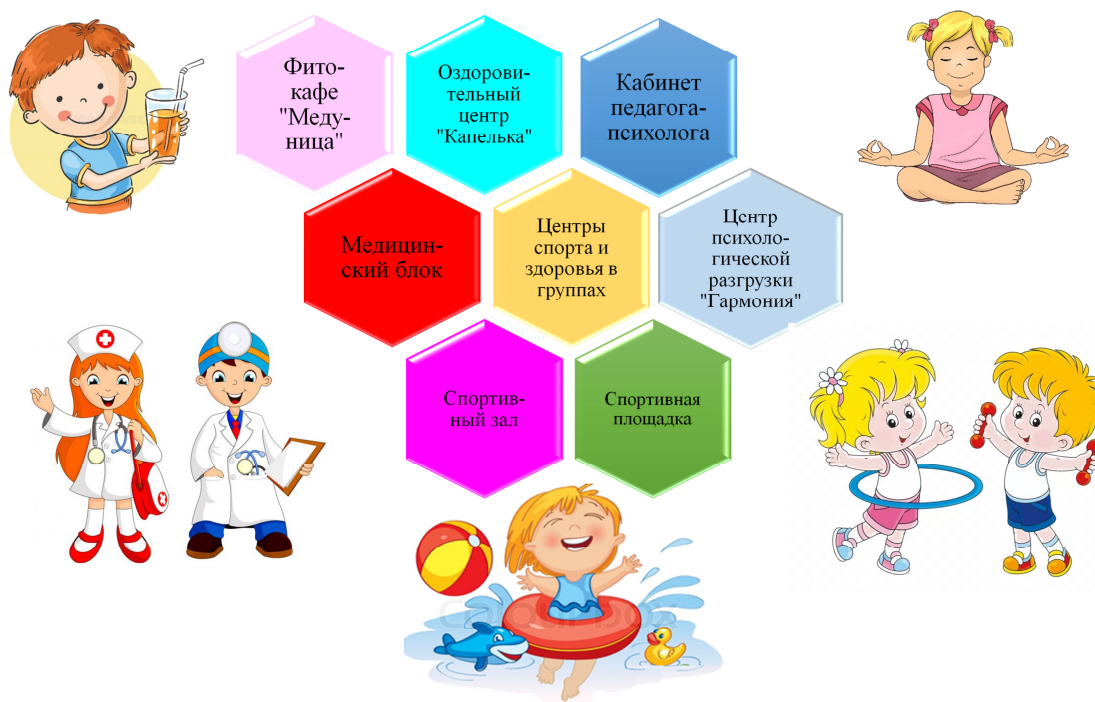 Фито-
кафе
"Меду-
ница"
Оздорови-
тельный
центр
"Капелька"
Кабинет
педагога-
психолога
Медицин-
ский блок
Центры
спорта и
здоровья в
группах
Центр
психоло-
гической
разгрузки
"Гармония"
Спортив-
ный зал
Спортивная
площадка